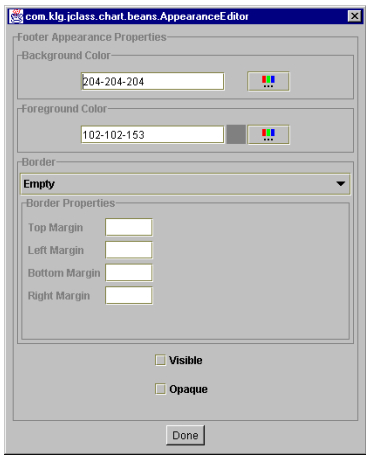 com.klg.jclass.chart.beans.AppearanceEditor
Footer Appearance Properties
Background Color
204-204-204
Foreground Color
102-102-153
Border
Empty
Border Properties
Top Margin
Left Margin
Bottom Margin
Right Margin
Visible
Opaque
Done